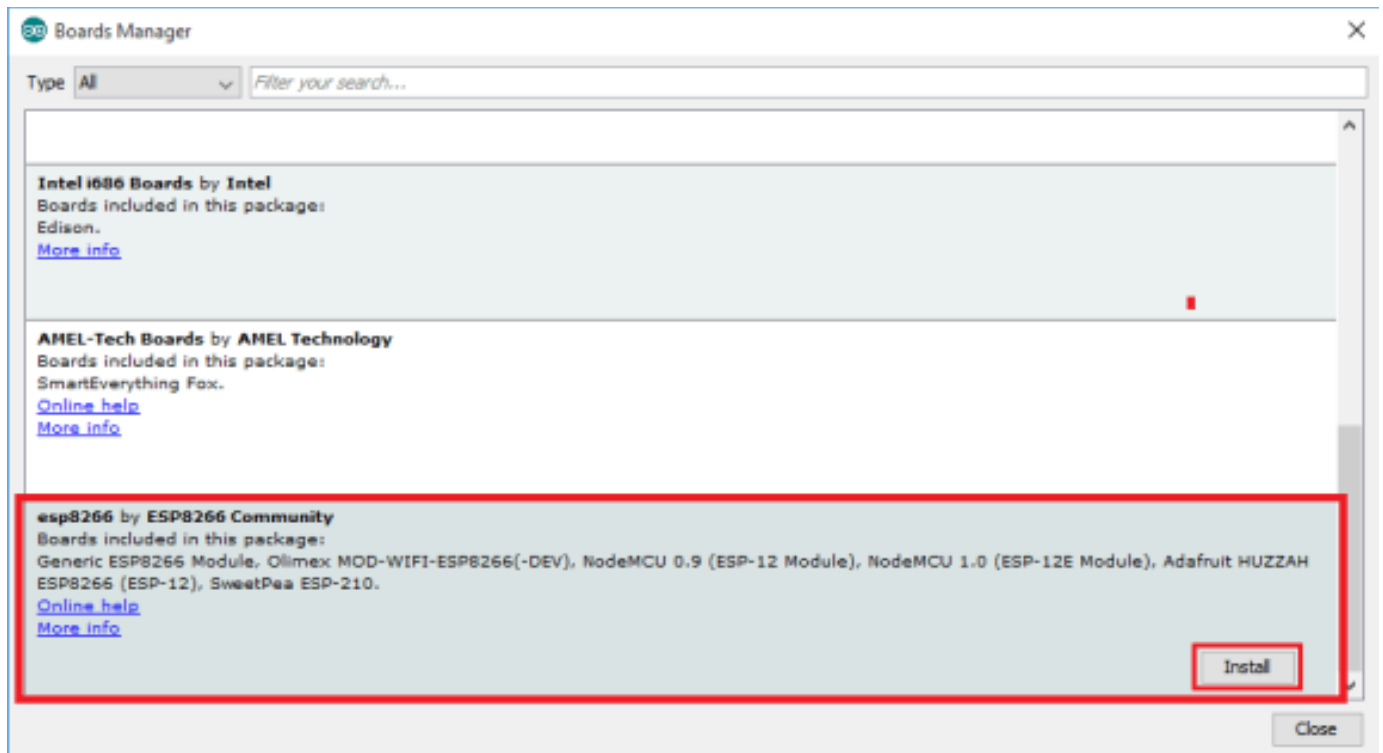 Boards Manager
Type All Filter your search...
Intel i686 Boards by Intel
Boards included in this package:
Edison.
More info
AMEL-Tech Boards by AMEL Technology
Boards included in this package:
SmartEverything Fox.
Online help
More info
esp8266 by ESP8266 Community
Boards included in this package:
Generic ESP8266 Module, Olimex MOD-WIFI-ESP8266(-DEV), NodeMCU 0.9 (ESP-12 Module), NodeMCU 1.0 (ESP-12E Module), Adafruit HUZZAH
ESP8266 (ESP-12), SweetPea ESP-210.
Online help
More info
Install
Close